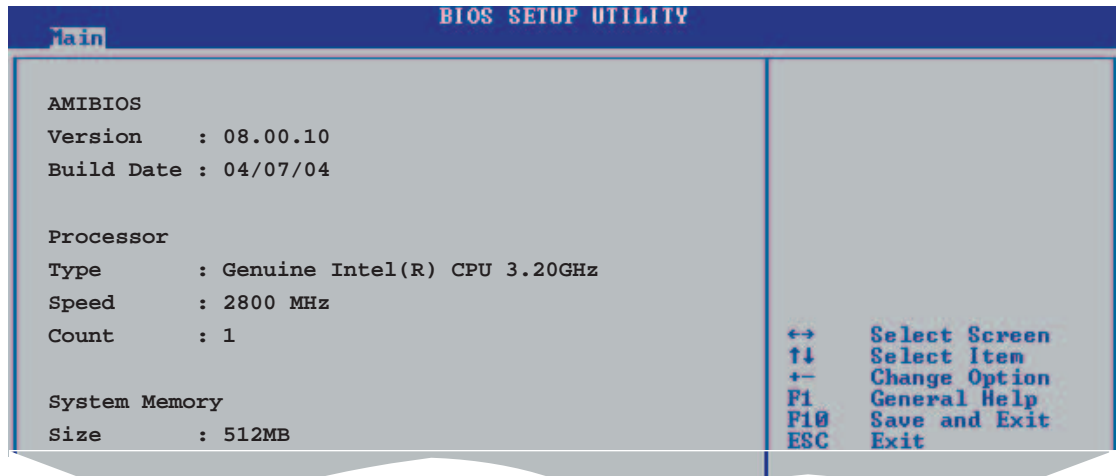 BIOS SETUP UTILITY
Main
AMIBIOS
Version : 08.00.10
Build Date : 04/07/04
Processor
Type : Genuine Intel(R) CPU 3.20GHz
Speed : 2800 MHz
Count : 1
System Memory
Size : 512MB
←→ Select Screen
↑↓ Select Item
+- Change Option
F1 General Help
F10 Save and Exit
ESC Exit